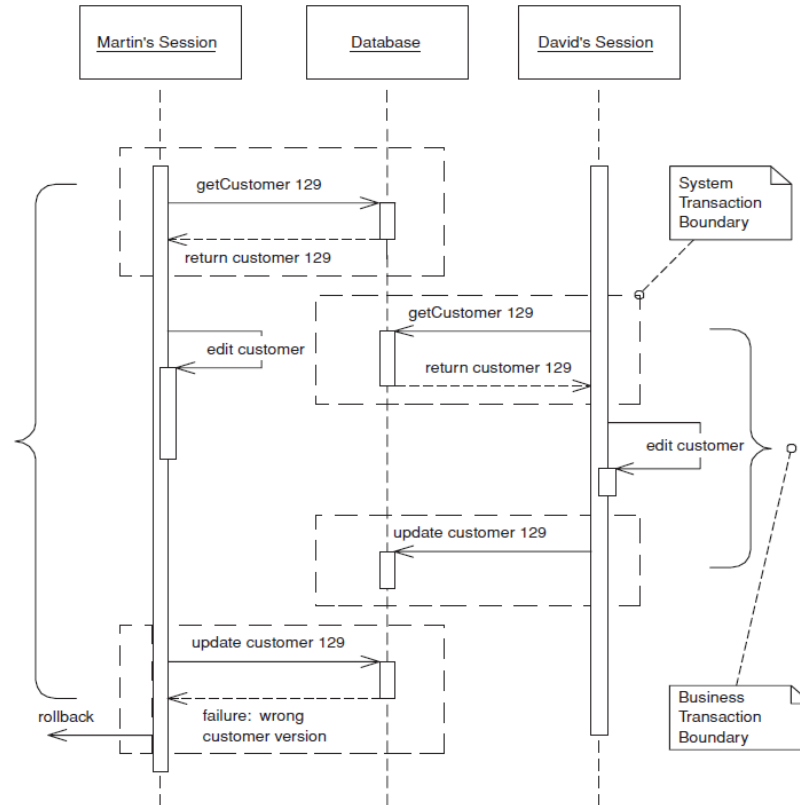 Martin's Session
Database
David's Session
getCustomer 129
return customer 129
System
Transaction
Boundary
getCustomer 129
edit customer
return customer 129
edit customer
update customer 129
update customer 129
rollback
failure: wrong
customer version
Business
Transaction
Boundary